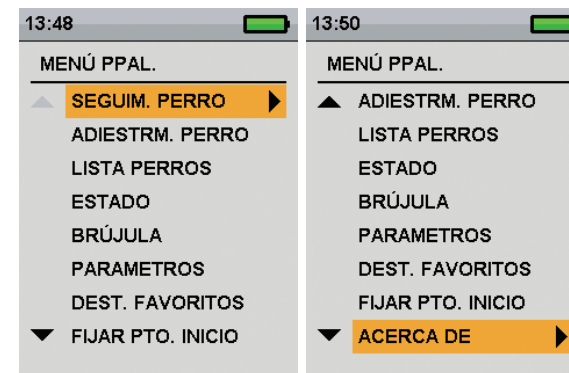 13:48
MENÚ PPAL.
SEGUIM. PERRO
ADIESTRM. PERRO
LISTA PERROS
ESTADO
BRÚJULA
PARAMETROS
DEST. FAVORITOS
FIJAR PTO. INICIO
13:50
MENÚ PPAL.
ADIESTRM. PERRO
LISTA PERROS
ESTADO
BRÚJULA
PARAMETROS
DEST. FAVORITOS
FIJAR PTO. INICIO
ACERCA DE